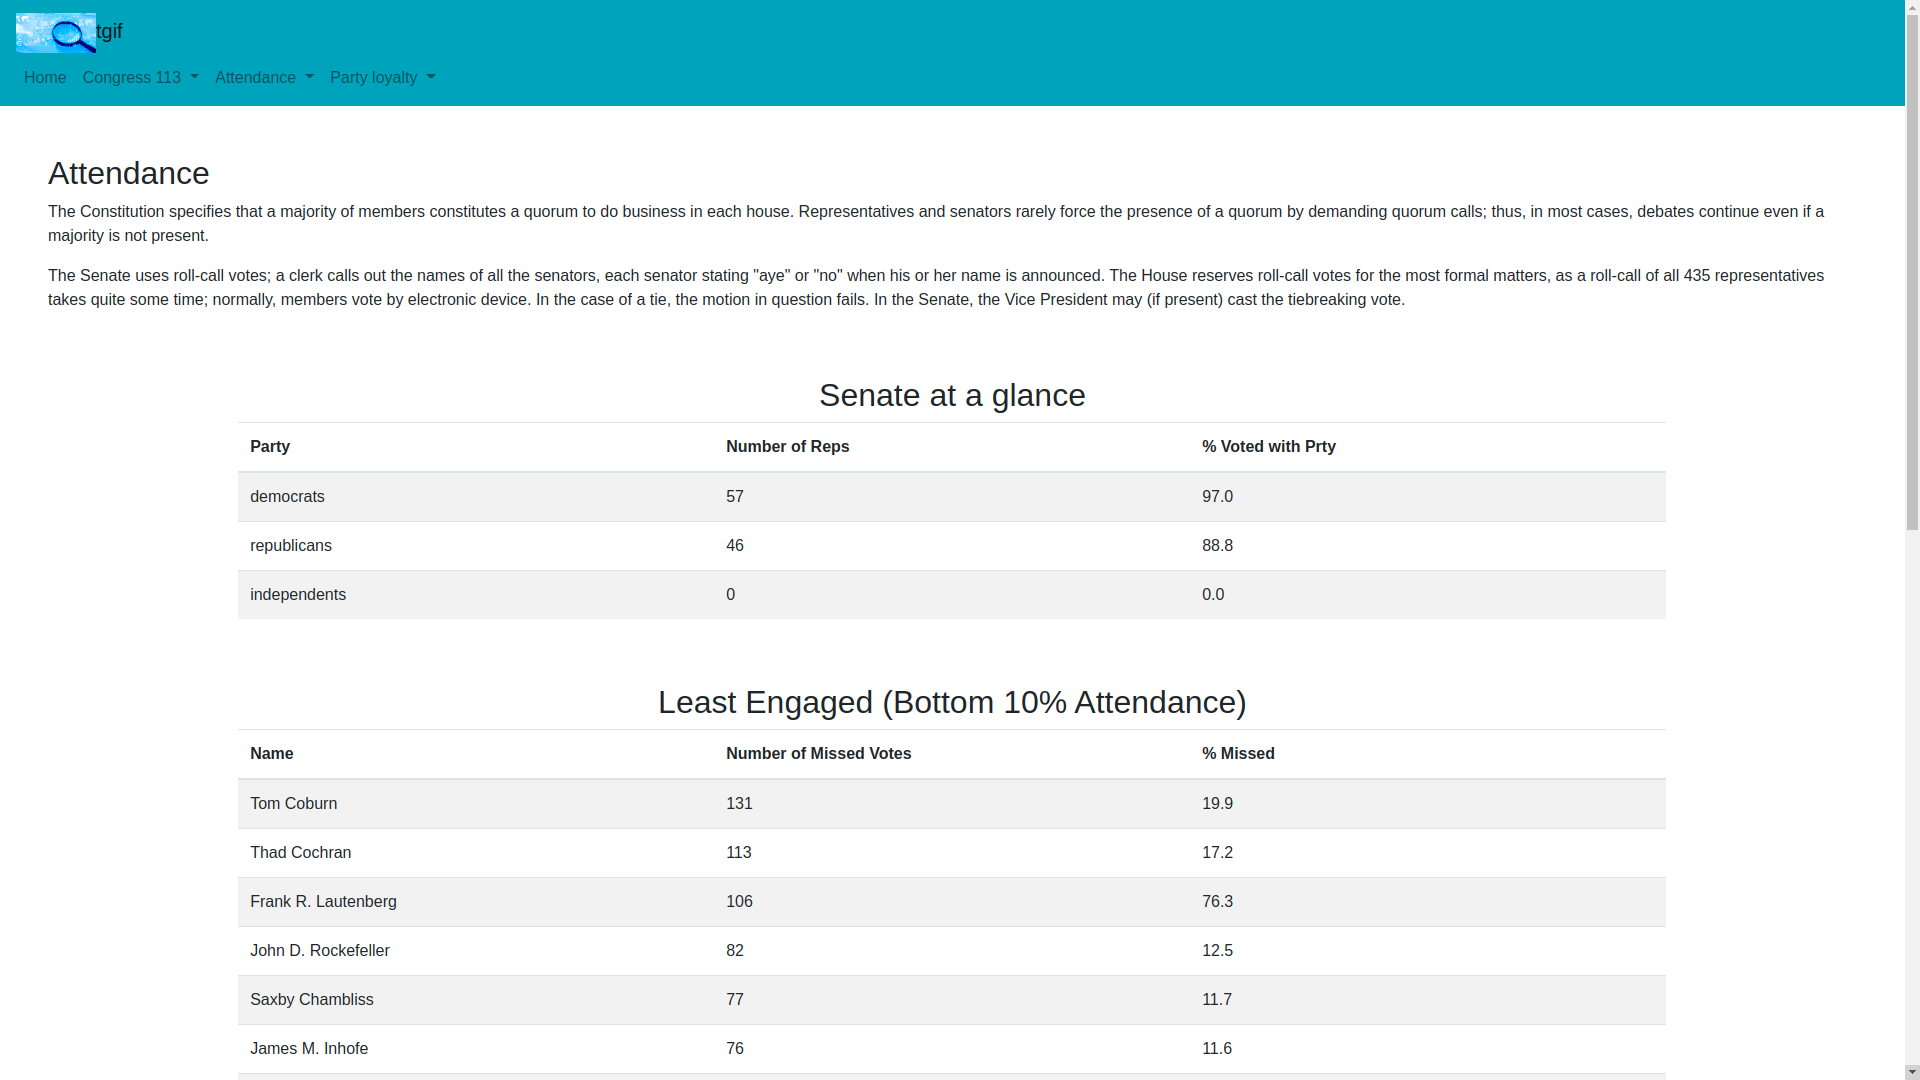 tgif
Home Congress 113 Attendance Party loyalty
Attendance
The Constitution specifies that a majority of members constitutes a quorum to do business in each house. Representatives and senators rarely force the presence of a quorum by demanding quorum calls; thus, in most cases, debates continue even if a
majority is not present.
The Senate uses roll-call votes; a clerk calls out the names of all the senators, each senator stating "aye" or "no" when his or her name is announced. The House reserves roll-call votes for the most formal matters, as a roll-call of all 435 representatives
takes quite some time; normally, members vote by electronic device. In the case of a tie, the motion in question fails. In the Senate, the Vice President may (if present) cast the tiebreaking vote.
Senate at a glance
Party Number of Reps % Voted with Prty
democrats 57 97.0
republicans 46 88.8
independents 0 0.0
Least Engaged (Bottom 10% Attendance)
Name Number of Missed Votes % Missed
Tom Coburn 131 19.9
Thad Cochran 113 17.2
Frank R. Lautenberg 106 76.3
John D. Rockefeller 82 12.5
Saxby Chambliss 77 11.7
James M. Inhofe 76 11.6